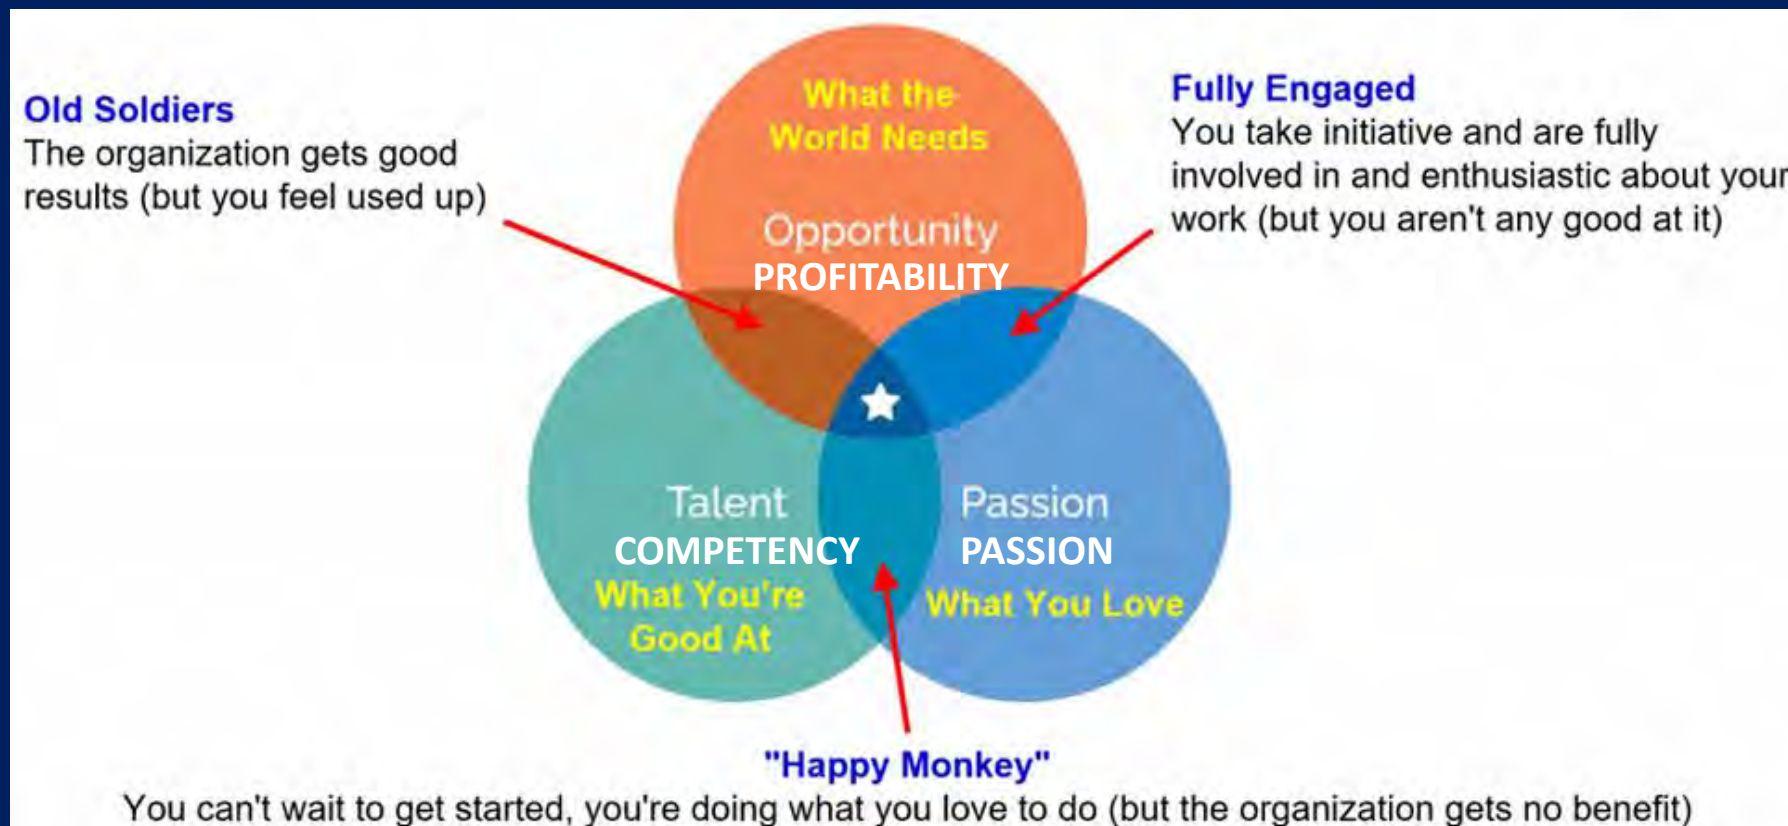 Old Soldiers
The organization gets good
results (but you feel used up)
What the
World Needs
Opportunity
PROFITABILITY
Fully Engaged
You take initiative and are fully
involved in and enthusiastic about your
work (but you aren't any good at it)
Talent
COMPETENCY
What You're
Good At
Passion
PASSION
What You Love
"Happy Monkey"
You can't wait to get started, you're doing what you love to do (but the organization gets no benefit)